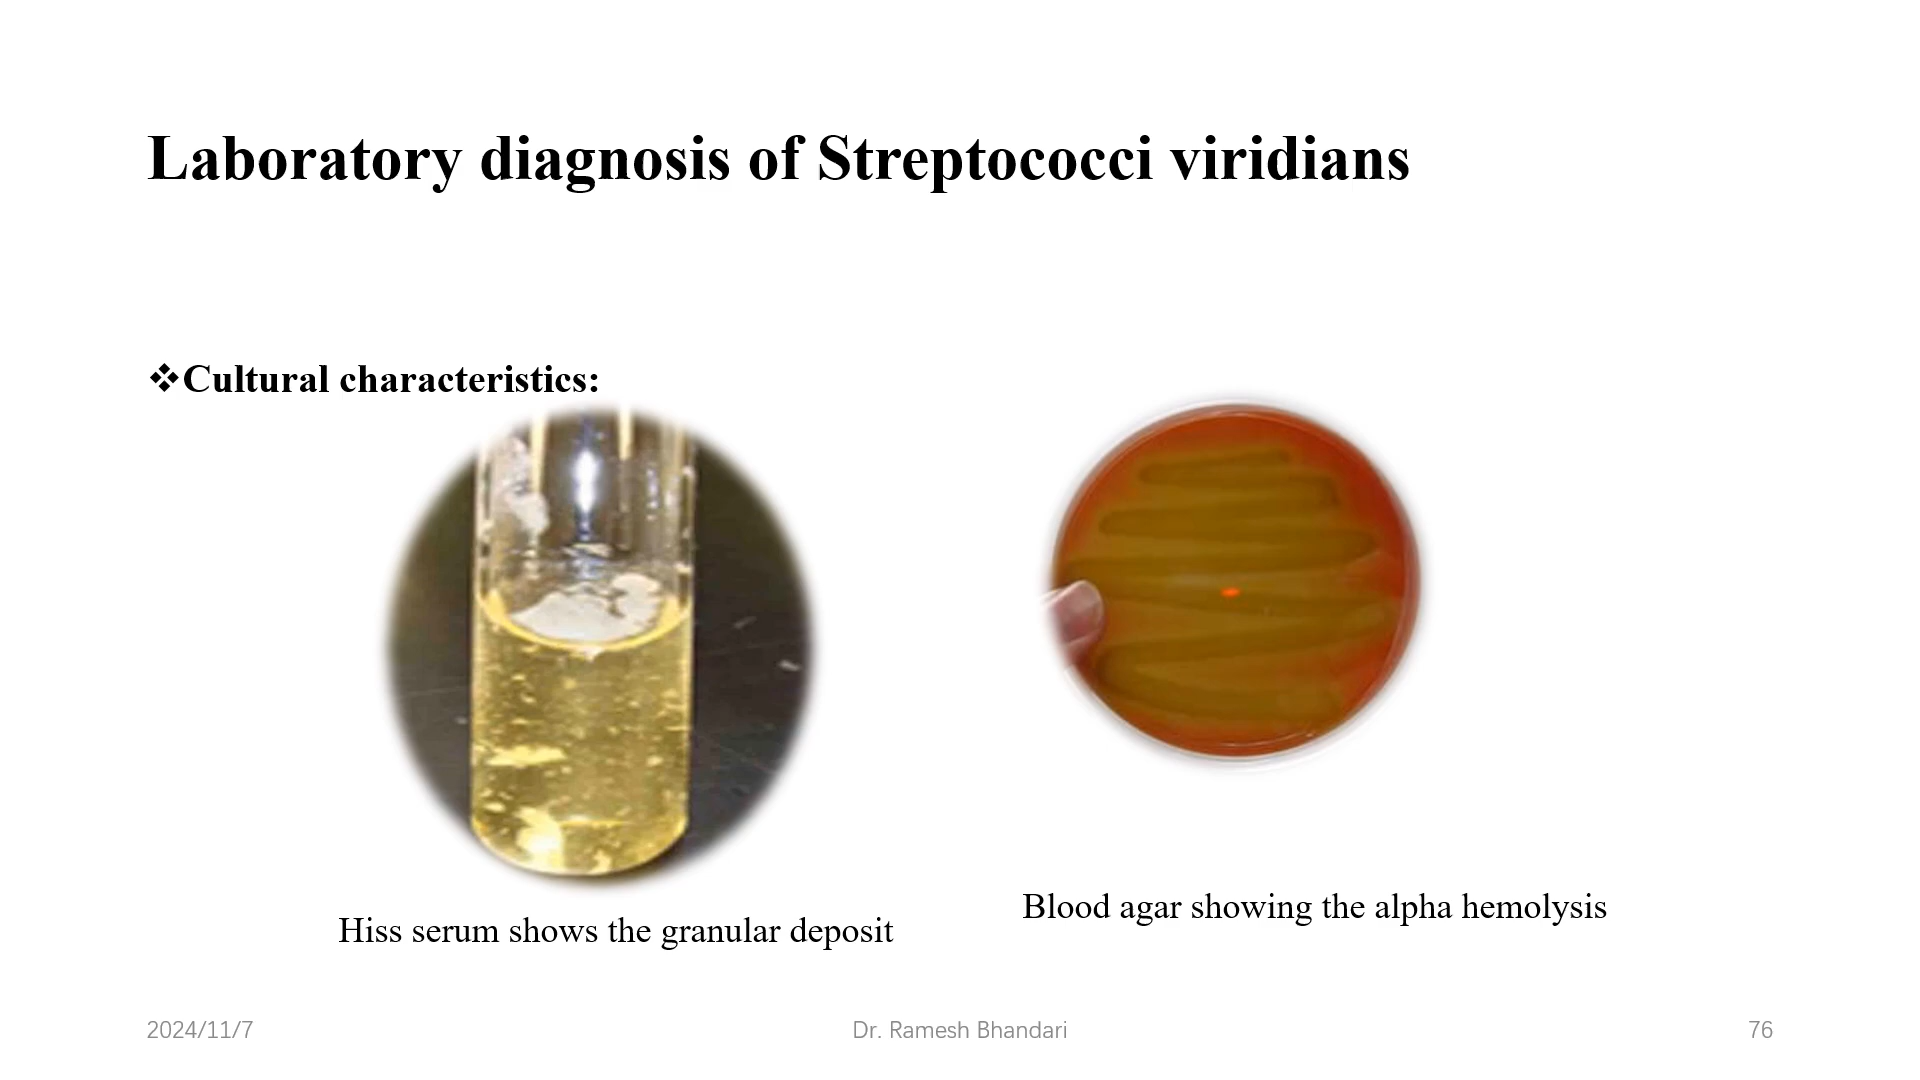 Laboratory diagnosis of Streptococci viridians
❖Cultural characteristics:
Hiss serum shows the granular deposit
Blood agar showing the alpha hemolysis
2024/11/7
Dr. Ramesh Bhandari
76